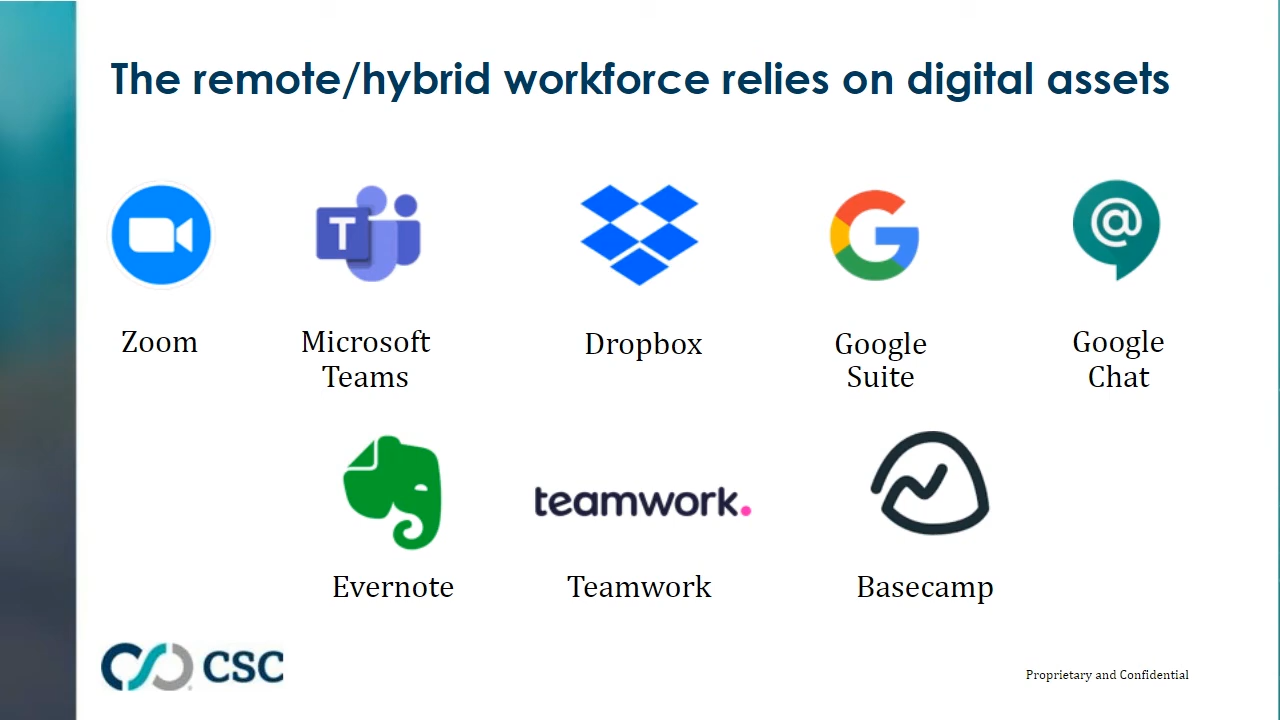 The remote/hybrid workforce relies on digital assets
T
@
Zoom
Microsoft
Teams
Dropbox
Google
Suite
Google
Chat
teamwork.
Evernote
Teamwork
Basecamp
CSC
Proprietary and Confidential